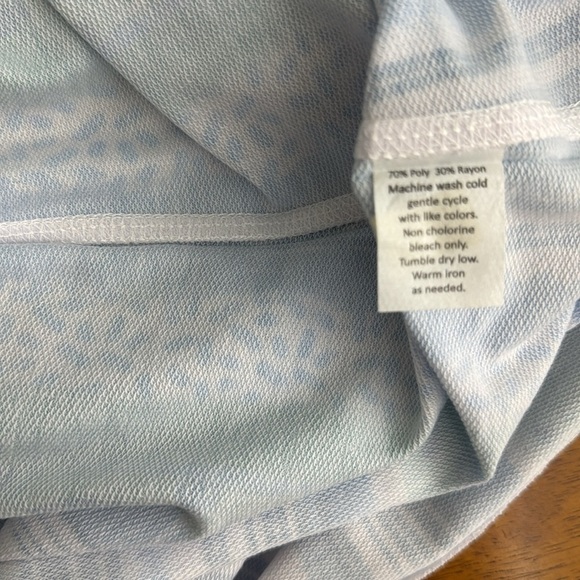 70% Poly 30% Rayon
Machine wash cold
gentle cycle
with like colors.
Non cholorine
bleach only.
Tumble dry low.
Warm iron
as needed.